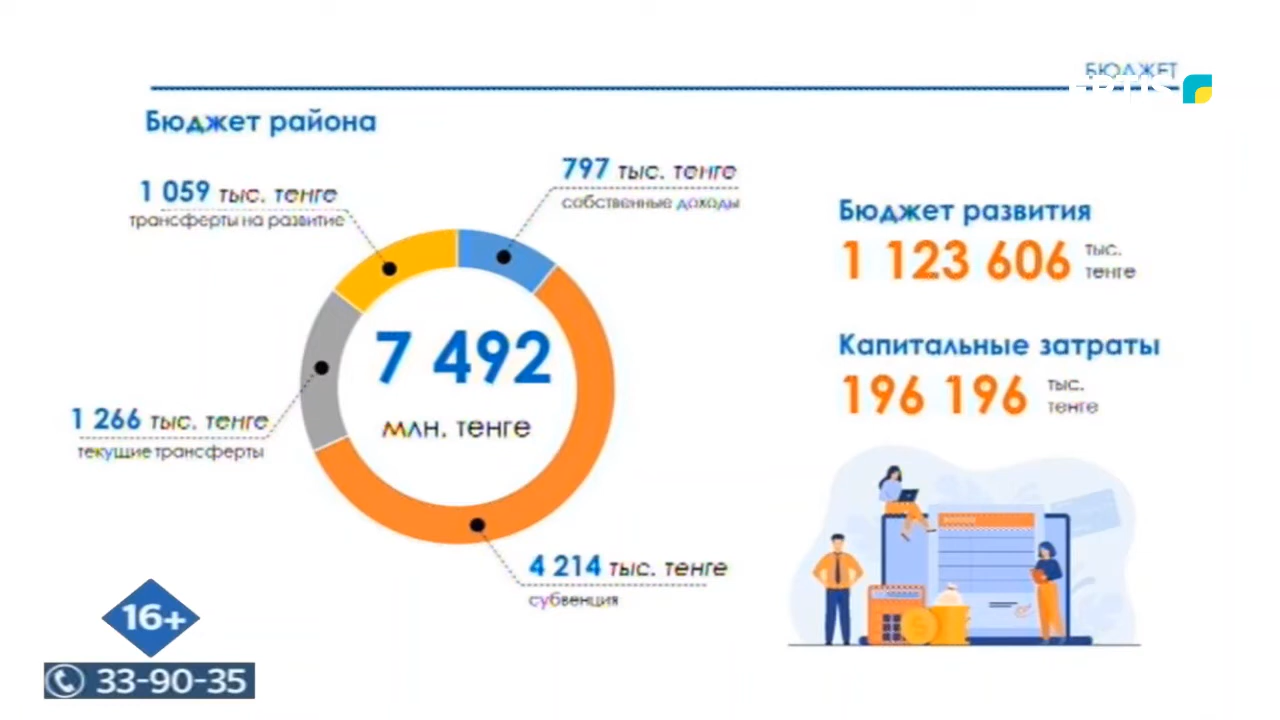 БЮДЖЕТ
ERTIS
Бюджет района
1 059 тыс. тенге
трансферты на развитие
797 тыс. тенге
собственные доходы
Бюджет развития
1 123 606 тыс. тенге
7 492
млн. тенге
Капитальные затраты
196 196 тыс. тенге
1 266 тыс. тенге
текущие трансферты
4 214 тыс. тенге
субвенция
16+
33-90-35